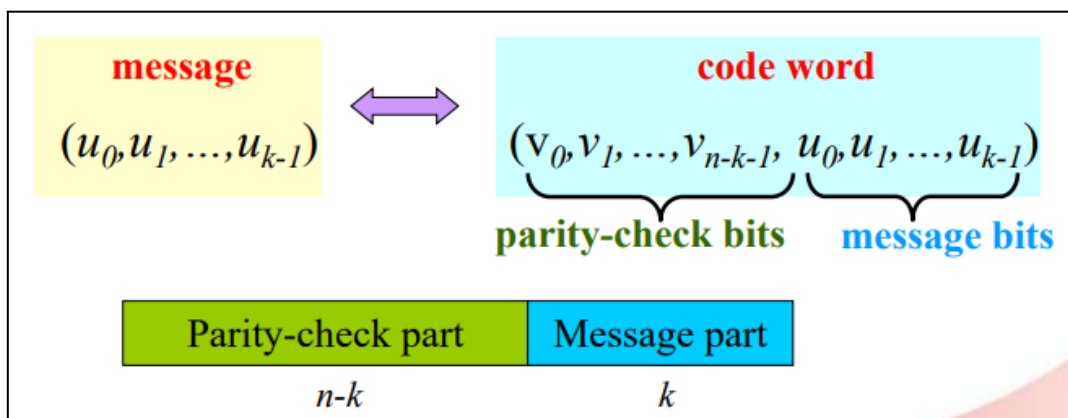 message
code word
(u₀,u₁,...,uₖ₋₁)
(v₀,v₁,...,vₙ₋ₖ₋₁, u₀,u₁,...,uₖ₋₁)
parity-check bits
message bits
Parity-check part
Message part
n-k
k